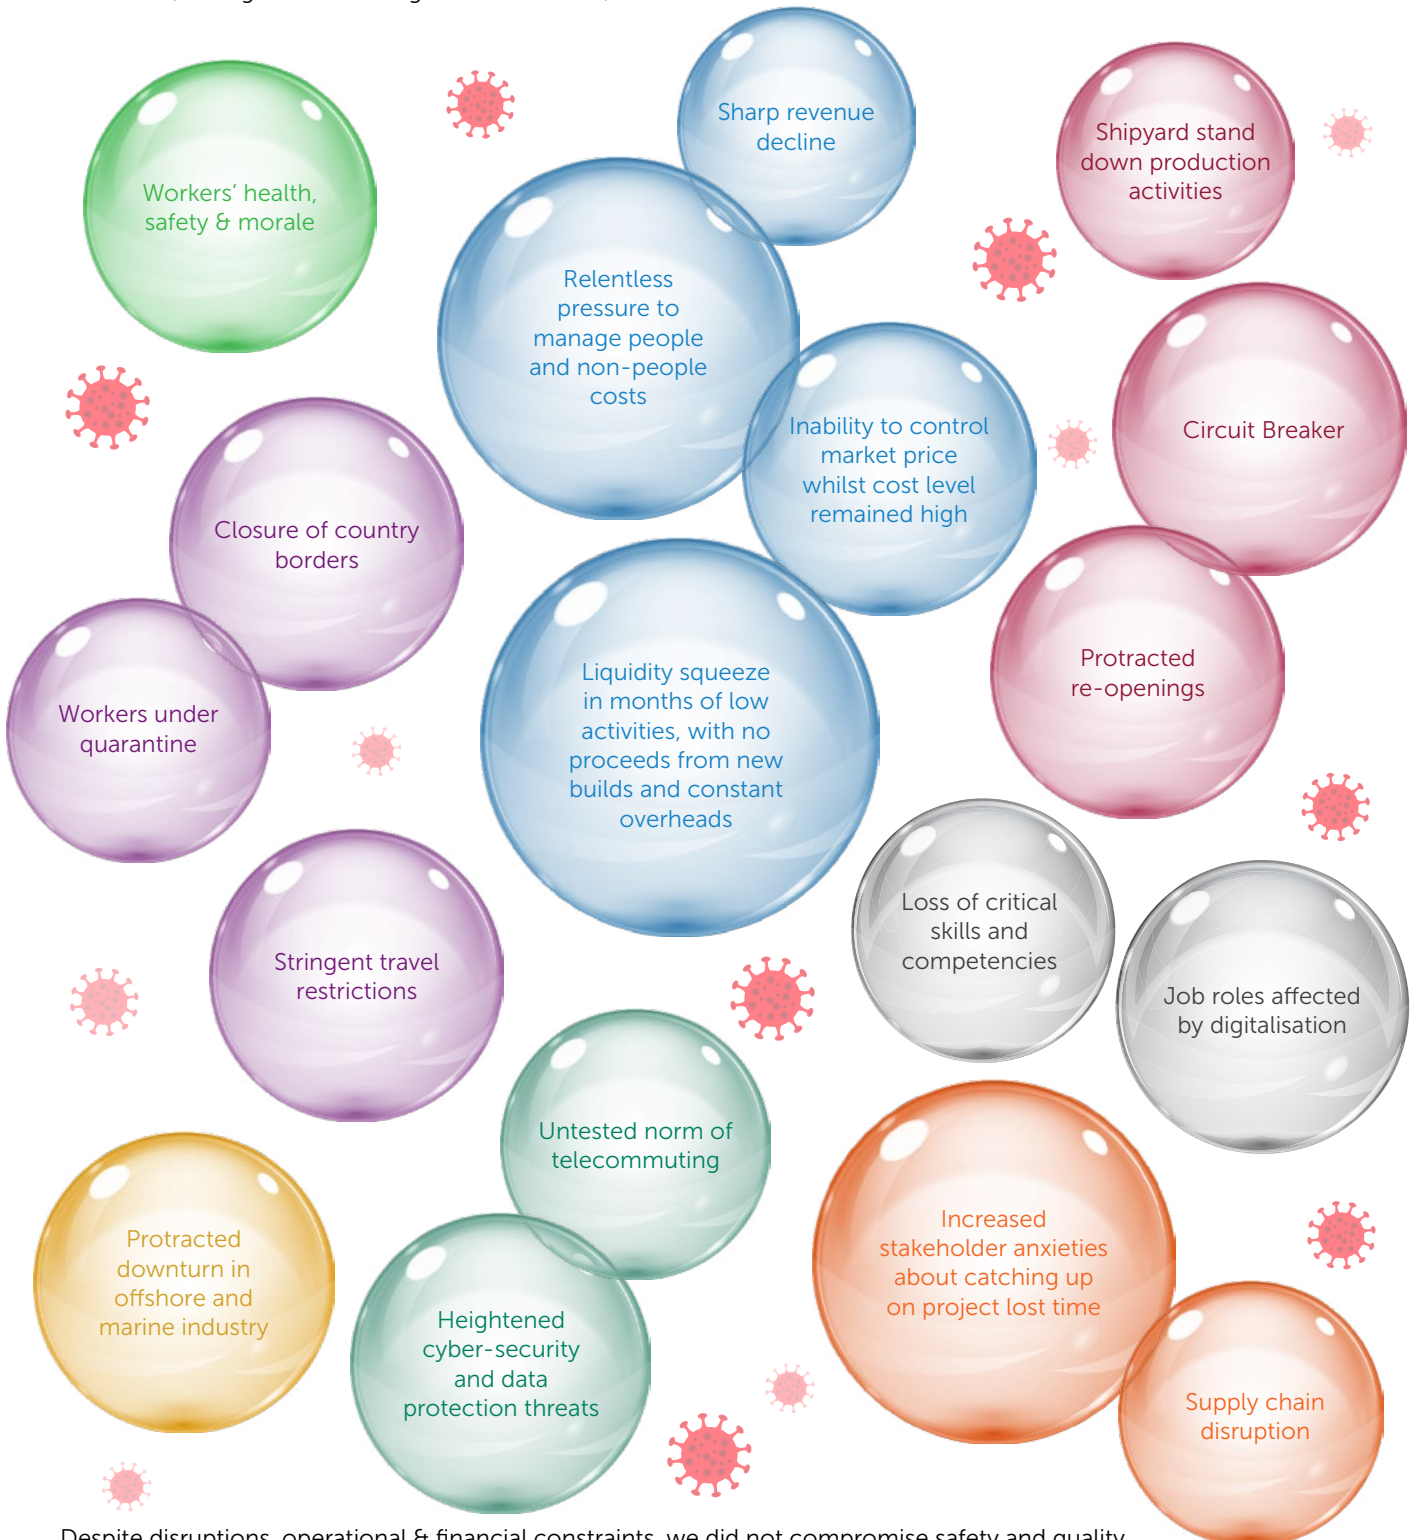 Sharp revenue
decline
Shipyard stand
down production
activities
Workers' health,
safety & morale
Relentless
pressure to
manage people
and non-people
costs
Inability to control
market price
whilst cost level
remained high
Circuit Breaker
Closure of country
borders
Protracted
re-openings
Workers under
quarantine
Liquidity squeeze
in months of low
activities, with no
proceeds from new
builds and constant
overheads
Loss of critical
skills and
competencies
Stringent travel
restrictions
Job roles affected
by digitalisation
Untested norm of
telecommuting
Increased
stakeholder anxieties
about catching up
on project lost time
Protracted
downturn in
offshore and
marine industry
Heightened
cyber-security
and data
protection threats
Supply chain
disruption
Despite disruptions, operational & financial constraints, we did not compromise safety and quality